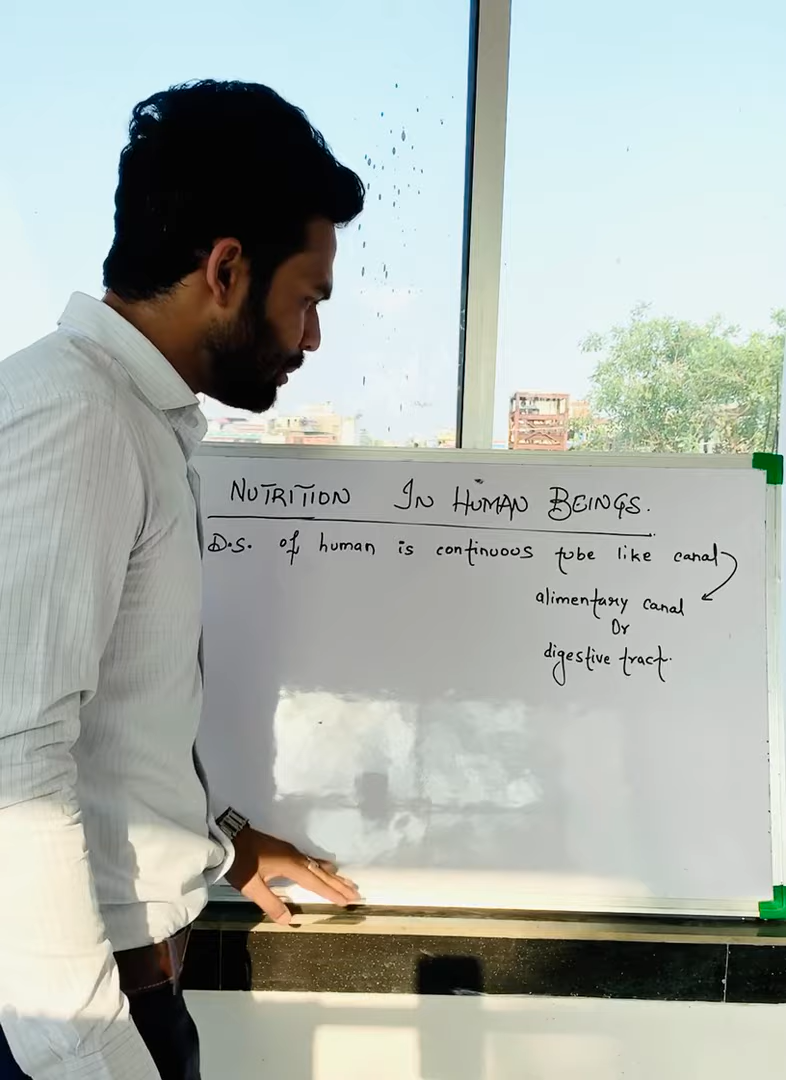 NUTRITION IN HUMAN BEINGS.
D.S. of human is continuous tube like canal
alimentary canal
Or
digestive tract.